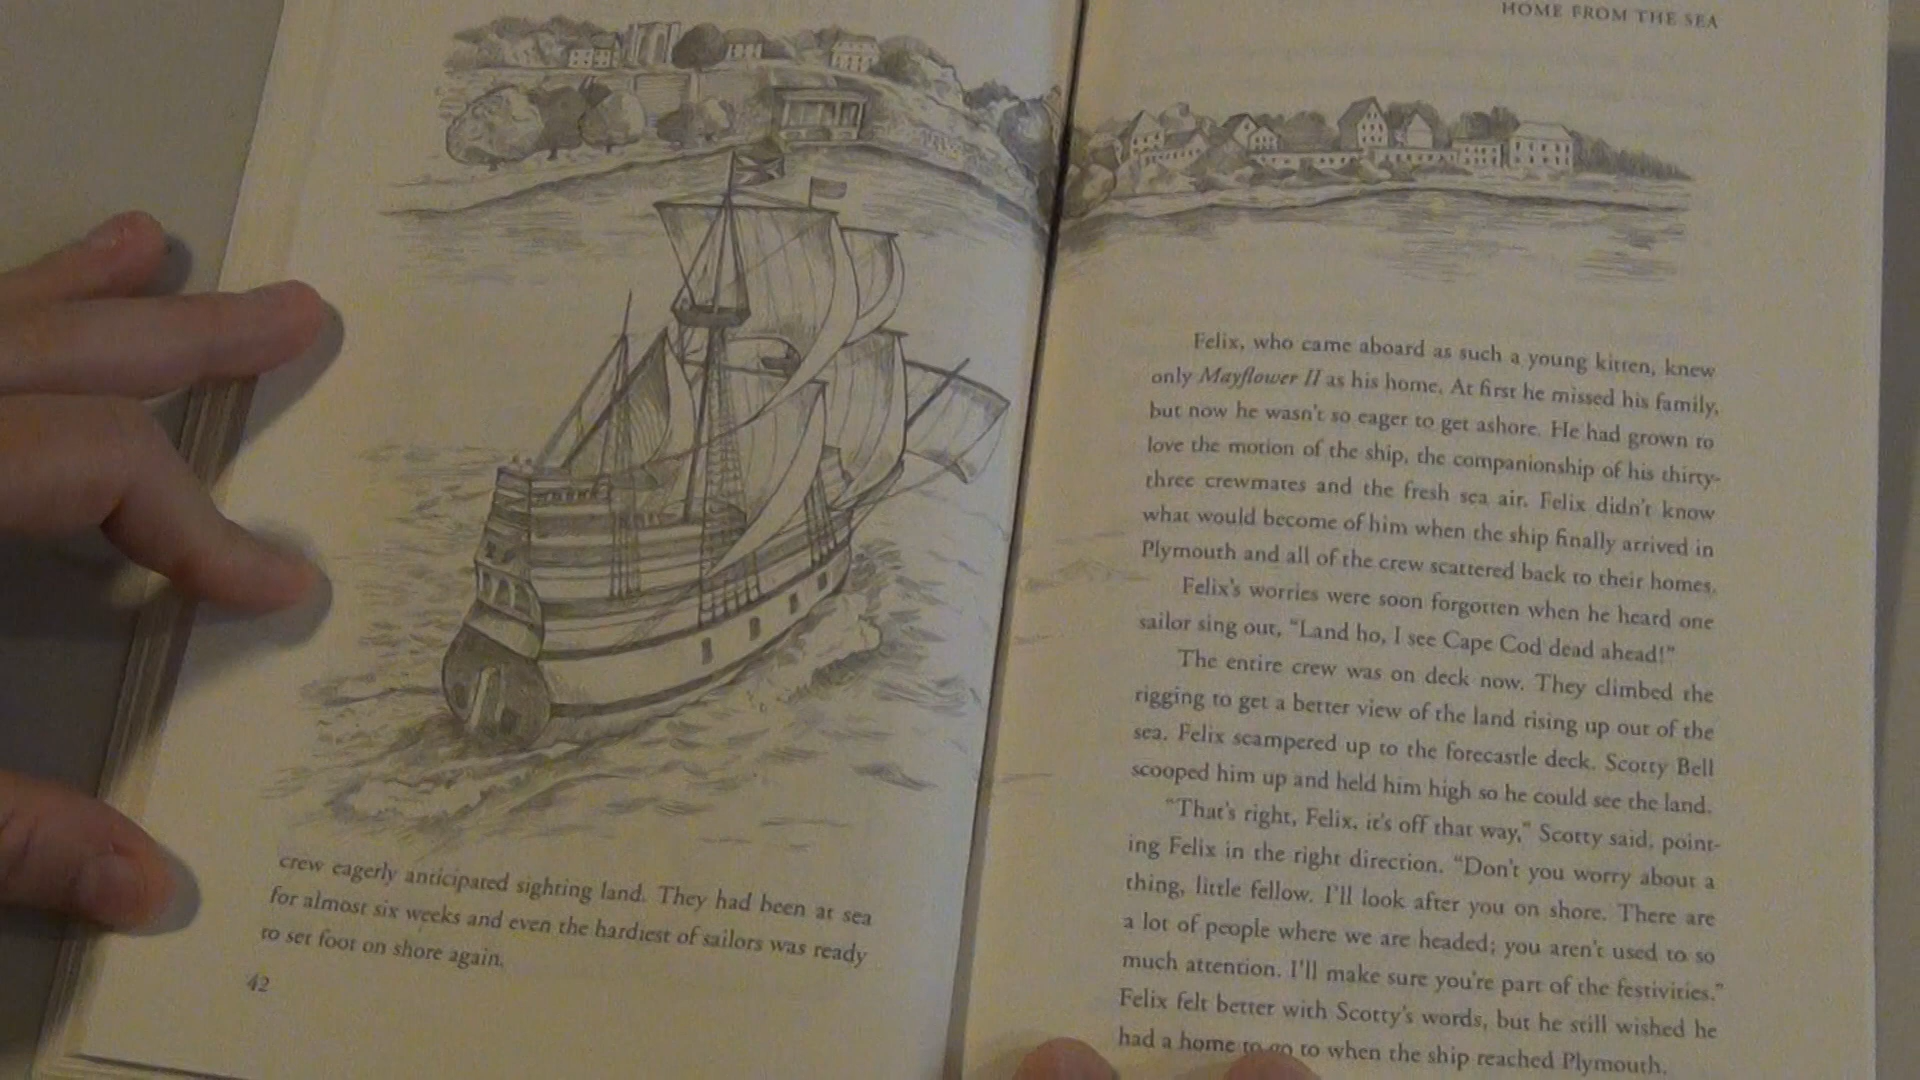 crew eagerly anticipated sighting land. They had been at sea
for almost six weeks and even the hardiest of sailors was ready
to set foot on shore again.
42
HOME FROM THE SEA
Felix, who came aboard as such a young kitten, knew
only Mayflower II as his home. At first he missed his family,
but now he wasn't so eager to get ashore. He had grown to
love the motion of the ship, the companionship of his thirty-
three crewmates and the fresh sea air. Felix didn't know
what would become of him when the ship finally arrived in
Plymouth and all of the crew scattered back to their homes.
Felix's worries were soon forgotten when he heard one
sailor sing out, "Land ho, I see Cape Cod dead ahead!"
The entire crew was on deck now. They climbed the
rigging to get a better view of the land rising up out of the
sea. Felix scampered up to the forecastle deck. Scotty Bell
scooped him up and held him high so he could see the land.
"That's right, Felix, it's off that way," Scotty said, point-
ing Felix in the right direction. "Don't you worry about a
thing, little fellow. I'll look after you on shore. There are
a lot of people where we are headed; you aren't used to so
much attention. I'll make sure you're part of the festivities."
Felix felt better with Scotty's words, but he still wished he
had a home to go to when the ship reached Plymouth.